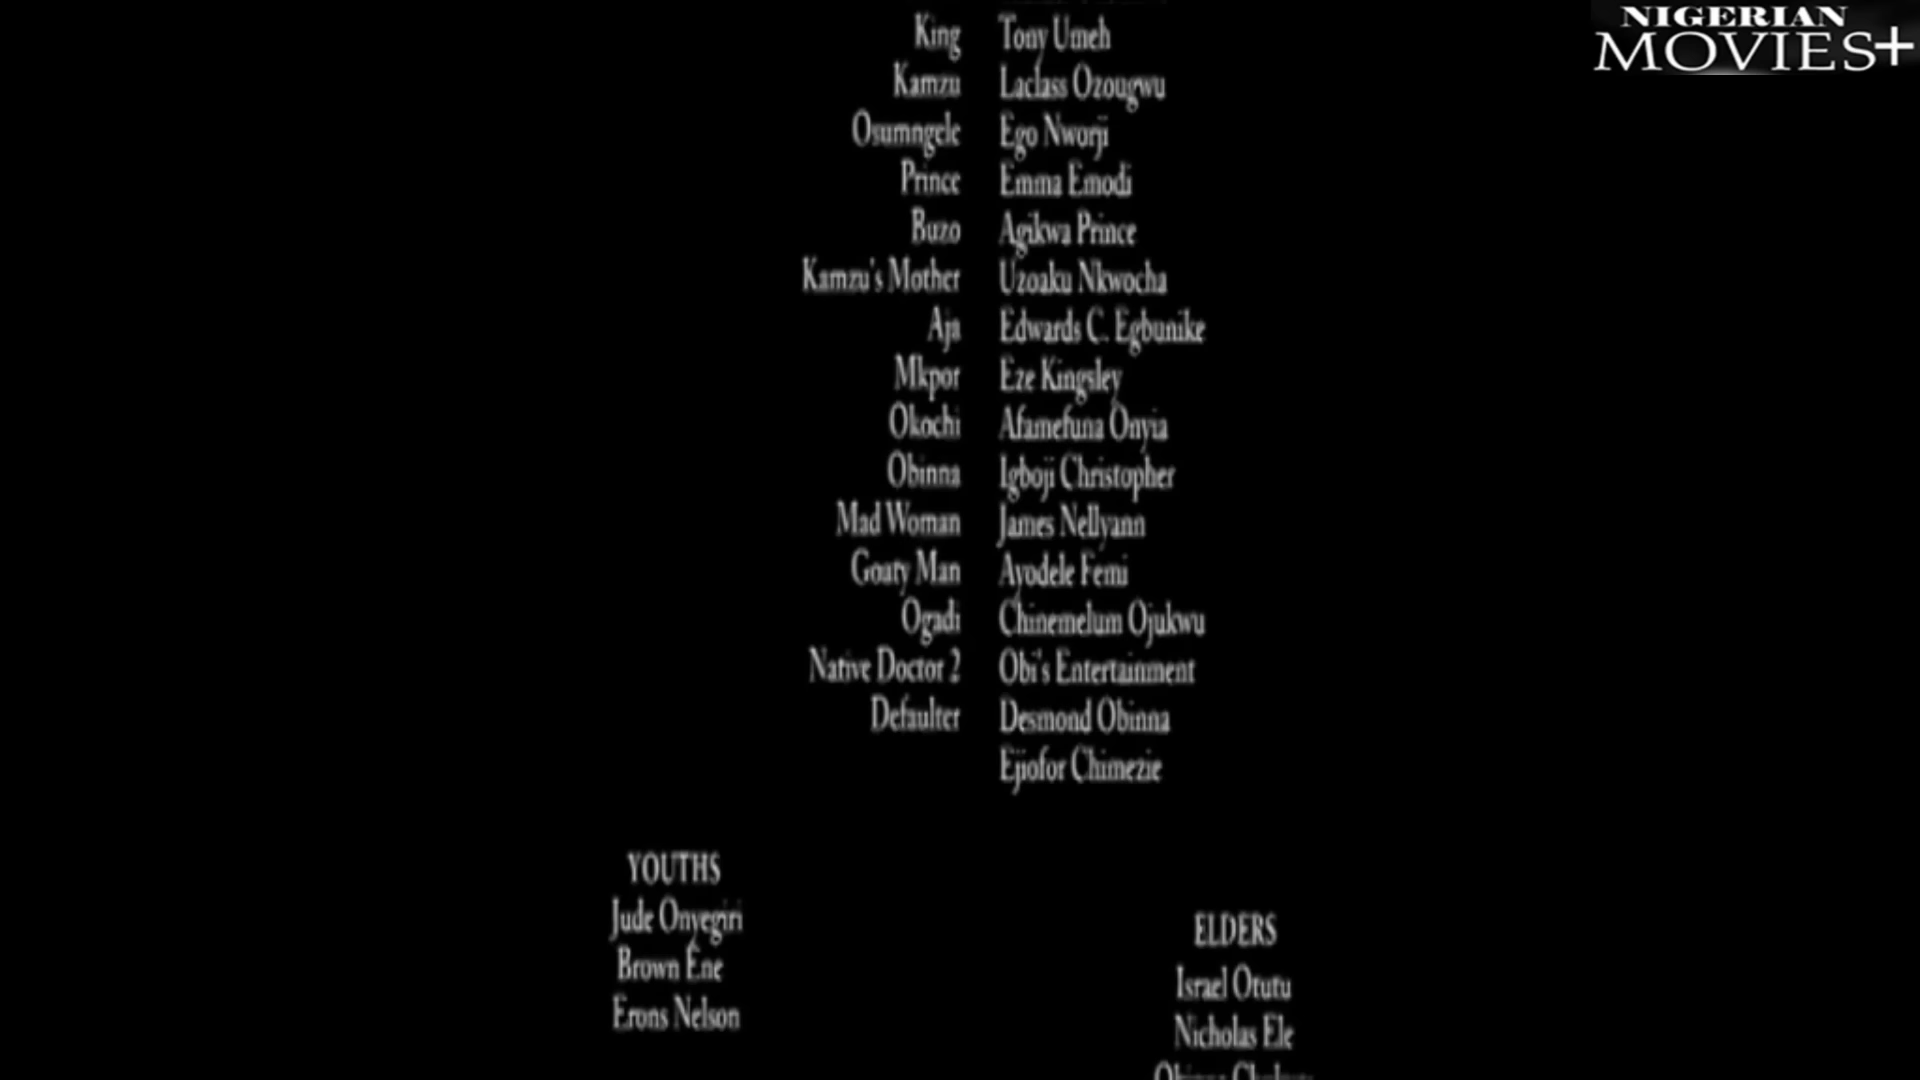 NIGERIAN
MOVIES+
King Tony Umeh
Kamzu Laclass Ozougwu
Osumngele Ego Nworji
Prince Emma Emodi
Buzo Agikwa Prince
Kamzu's Mother Uzoaku Nkwocha
Aja Edwards C. Egbunike
Mkpor Eze Kingsley
Okochi Afamefuna Onyia
Obinna Igboji Christopher
Mad Woman James Nellyann
Goaty Man Ayodele Femi
Ogadi Chinemelum Ojukwu
Native Doctor 2 Obi's Entertainment
Defaulter Desmond Obinna
Ejiofor Chimezie
YOUTHS
Jude Onyegiri
Brown Ene
Erons Nelson
ELDERS
Israel Otutu
Nicholas Ele